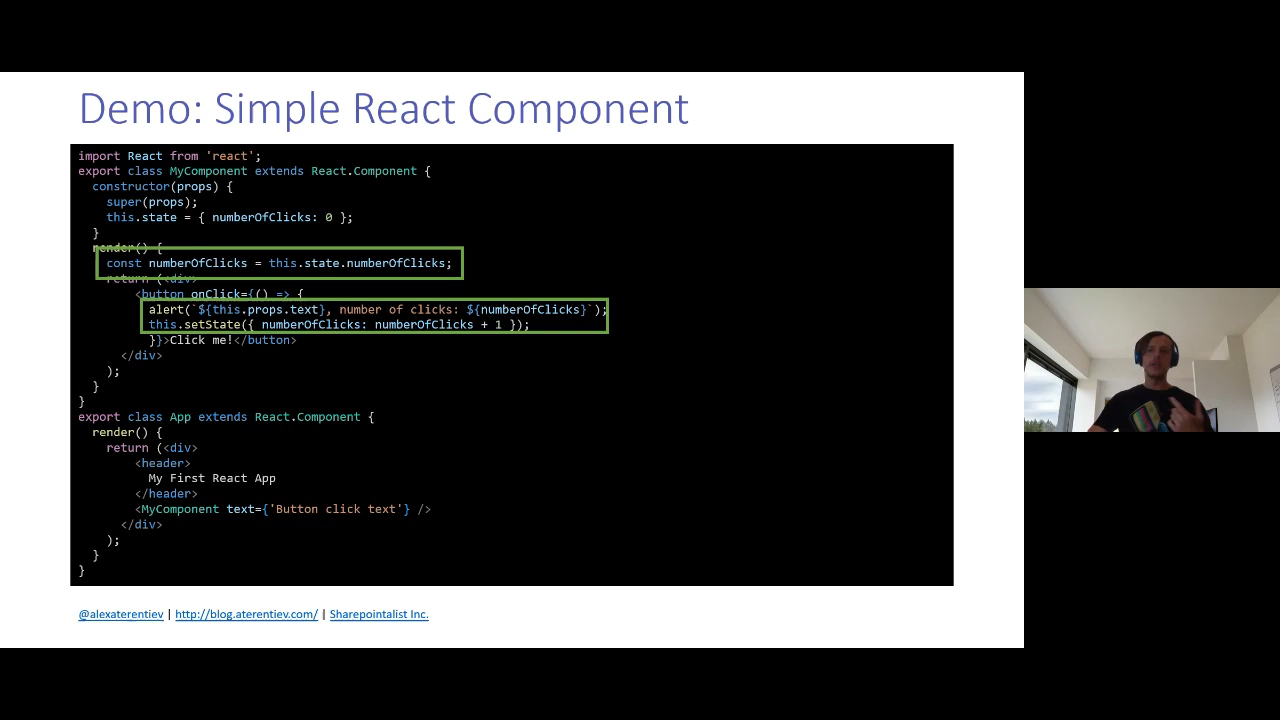 Demo: Simple React Component
import React from 'react';
export class MyComponent extends React.Component {
constructor(props) {
super(props);
this.state = { numberOfClicks: 0 };
}
render() {
const numberOfClicks = this.state.numberOfClicks;
return (<div>
<button onClick={() => {
alert(`${this.props.text}, number of clicks: ${numberOfClicks}`);
this.setState({ numberOfClicks: numberOfClicks + 1 });
}}>Click me!</button>
</div>
);
}
}
export class App extends React.Component {
render() {
return (<div>
<header>
My First React App
</header>
<MyComponent text={'Button click text'} />
</div>
);
}
}
@alexaterentiev | http://blog.aterentiev.com/ | Sharepointalist Inc.